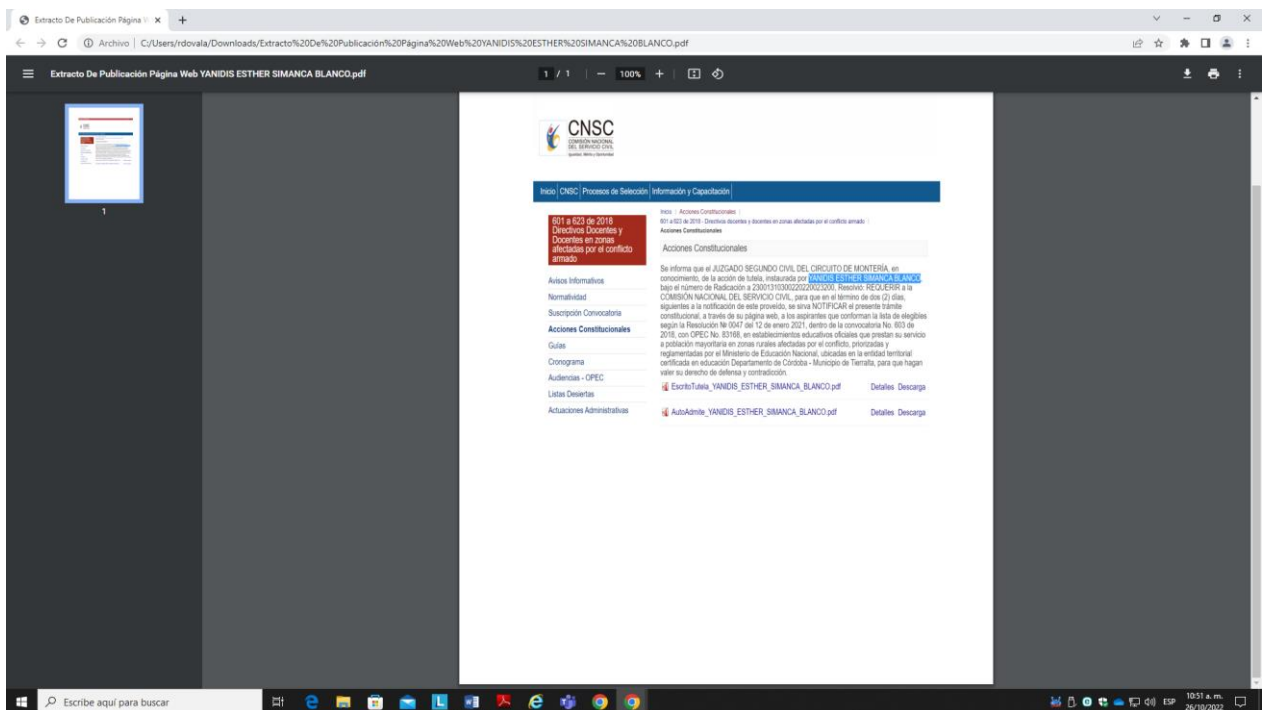 Extracto De Publicación Página W
Archivo | C:/Users/rdovala/Downloads/Extracto%20De%20Publicación%20Página%20Web%20YANIDIS%20ESTHER%20SIMANCA%20BLANCO.pdf
Extracto De Publicación Página Web YANIDIS ESTHER SIMANCA BLANCO.pdf
1 / 1
100%
1
CNSC
COMISIÓN NACIONAL
DEL SERVICIO CIVIL
Igualdad, Mérito y Oportunidad
Inicio | CNSC | Procesos de Selección | Información y Capacitación
601 a 623 de 2018
Directivos Docentes y
Docentes en zonas
afectadas por el conflicto
armado
Avisos Informativos
Normatividad
Suscripción Convocatoria
Acciones Constitucionales
Guías
Cronograma
Audiencias - OPEC
Listas Desiertas
Actuaciones Administrativas
Inicio | Acciones Constitucionales |
601 a 623 de 2018 - Directivos docentes y docentes en zonas afectadas por el conflicto armado |
Acciones Constitucionales
Acciones Constitucionales
Se informa que el JUZGADO SEGUNDO CIVIL DEL CIRCUITO DE MONTERÍA, en
conocimiento, de la acción de tutela, instaurada por YANIDIS ESTHER SIMANCA BLANCO,
bajo el número de Radicación a 23001310300220220023200, Resolvió: REQUERIR a la
COMISIÓN NACIONAL DEL SERVICIO CIVIL, para que en el término de dos (2) días,
siguientes a la notificación de este proveído, se sirva NOTIFICAR el presente trámite
constitucional, a través de su página web, a los aspirantes que conforman la lista de elegibles
según la Resolución № 0047 del 12 de enero 2021, dentro de la convocatoria No. 603 de
2018, con OPEC No. 83168, en establecimientos educativos oficiales que prestan su servicio
a población mayoritaria en zonas rurales afectadas por el conflicto, priorizadas y
reglamentadas por el Ministerio de Educación Nacional, ubicadas en la entidad territorial
certificada en educación Departamento de Córdoba - Municipio de Tierralta, para que hagan
valer su derecho de defensa y contradicción.
EscritoTutela_YANIDIS_ESTHER_SIMANCA_BLANCO.pdf Detalles Descarga
AutoAdmite_YANIDIS_ESTHER_SIMANCA_BLANCO.pdf Detalles Descarga
Escribe aquí para buscar
ESP
10:51 a. m.
26/10/2022